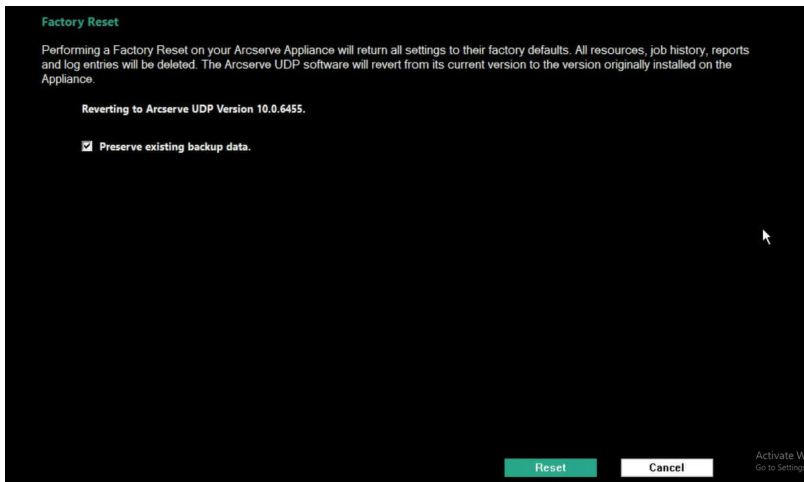 Factory Reset
Performing a Factory Reset on your Arcserve Appliance will return all settings to their factory defaults. All resources, job history, reports
and log entries will be deleted. The Arcserve UDP software will revert from its current version to the version originally installed on the
Appliance.
Reverting to Arcserve UDP Version 10.0.6455.
Preserve existing backup data.
Reset
Cancel
Activate W
Go to Settings